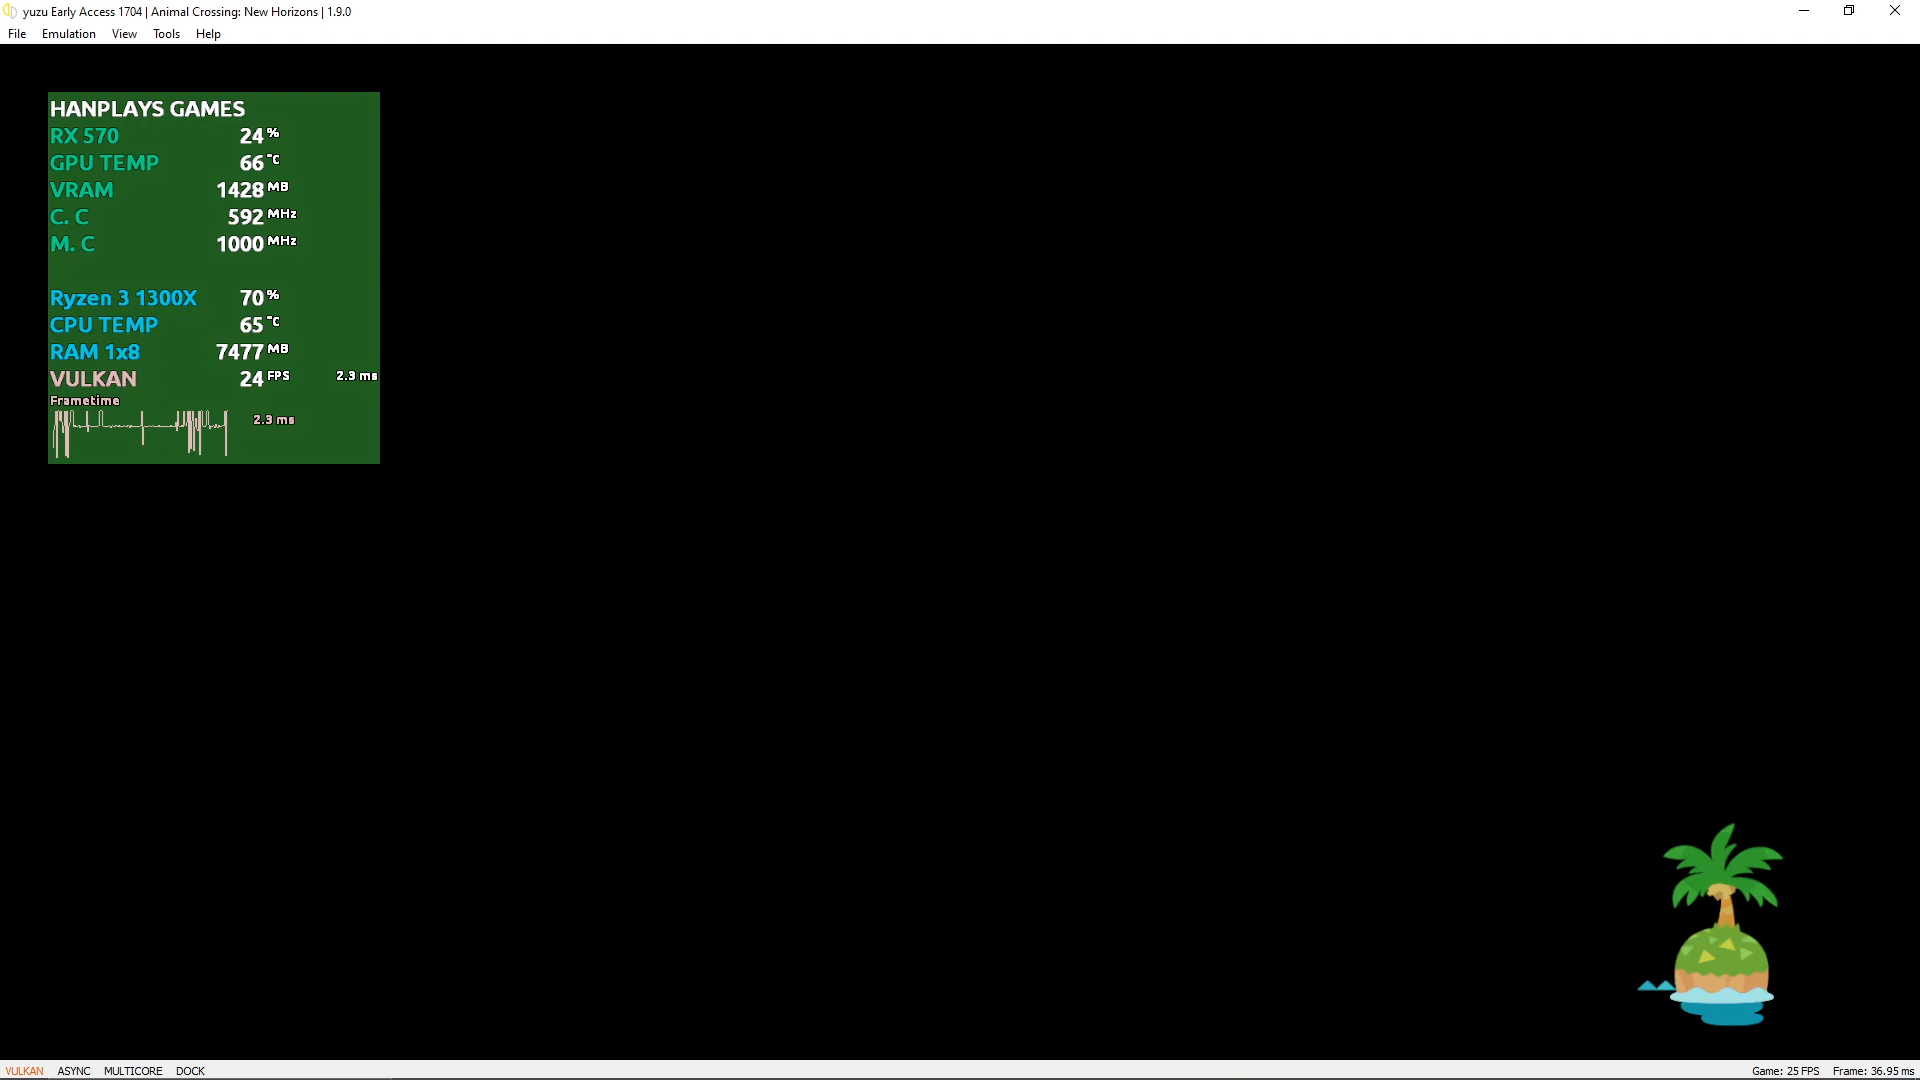 yuzu Early Access 1704 | Animal Crossing: New Horizons | 1.9.0
File Emulation View Tools Help
HANPLAYS GAMES
RX 570 24 %
GPU TEMP 66 °C
VRAM 1428 MB
C. C 592 MHz
M. C 1000 MHz
Ryzen 3 1300X 70 %
CPU TEMP 65 °C
RAM 1x8 7477 MB
VULKAN 24 FPS 2.3 ms
Frametime
2.3 ms
VULKAN ASYNC MULTICORE DOCK Game: 25 FPS Frame: 36.95 ms